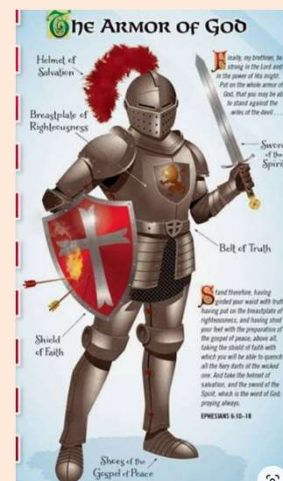 The Armor of God
Helmet of
Salvation
Finally, my brethren, be
strong in the Lord and
in the power of His might.
Put on the whole armor of
God, that you may be abl
to stand against the
wiles of the devil . . .
Breastplate of
Righteousness
Sword
of the
Spirit
Belt of Truth
Stand therefore, having
girded your waist with truth
having put on the breastplate of
righteousness, and having shod
your feet with the preparation of
the gospel of peace; above all,
taking the shield of faith with
which you will be able to quench
all the fiery darts of the wicked
one. And take the helmet of
salvation, and the sword of the
Spirit, which is the word of God;
praying always.
EPHESIANS 6:10–18
Shield
of Faith
Shoes of the
Gospel of Peace